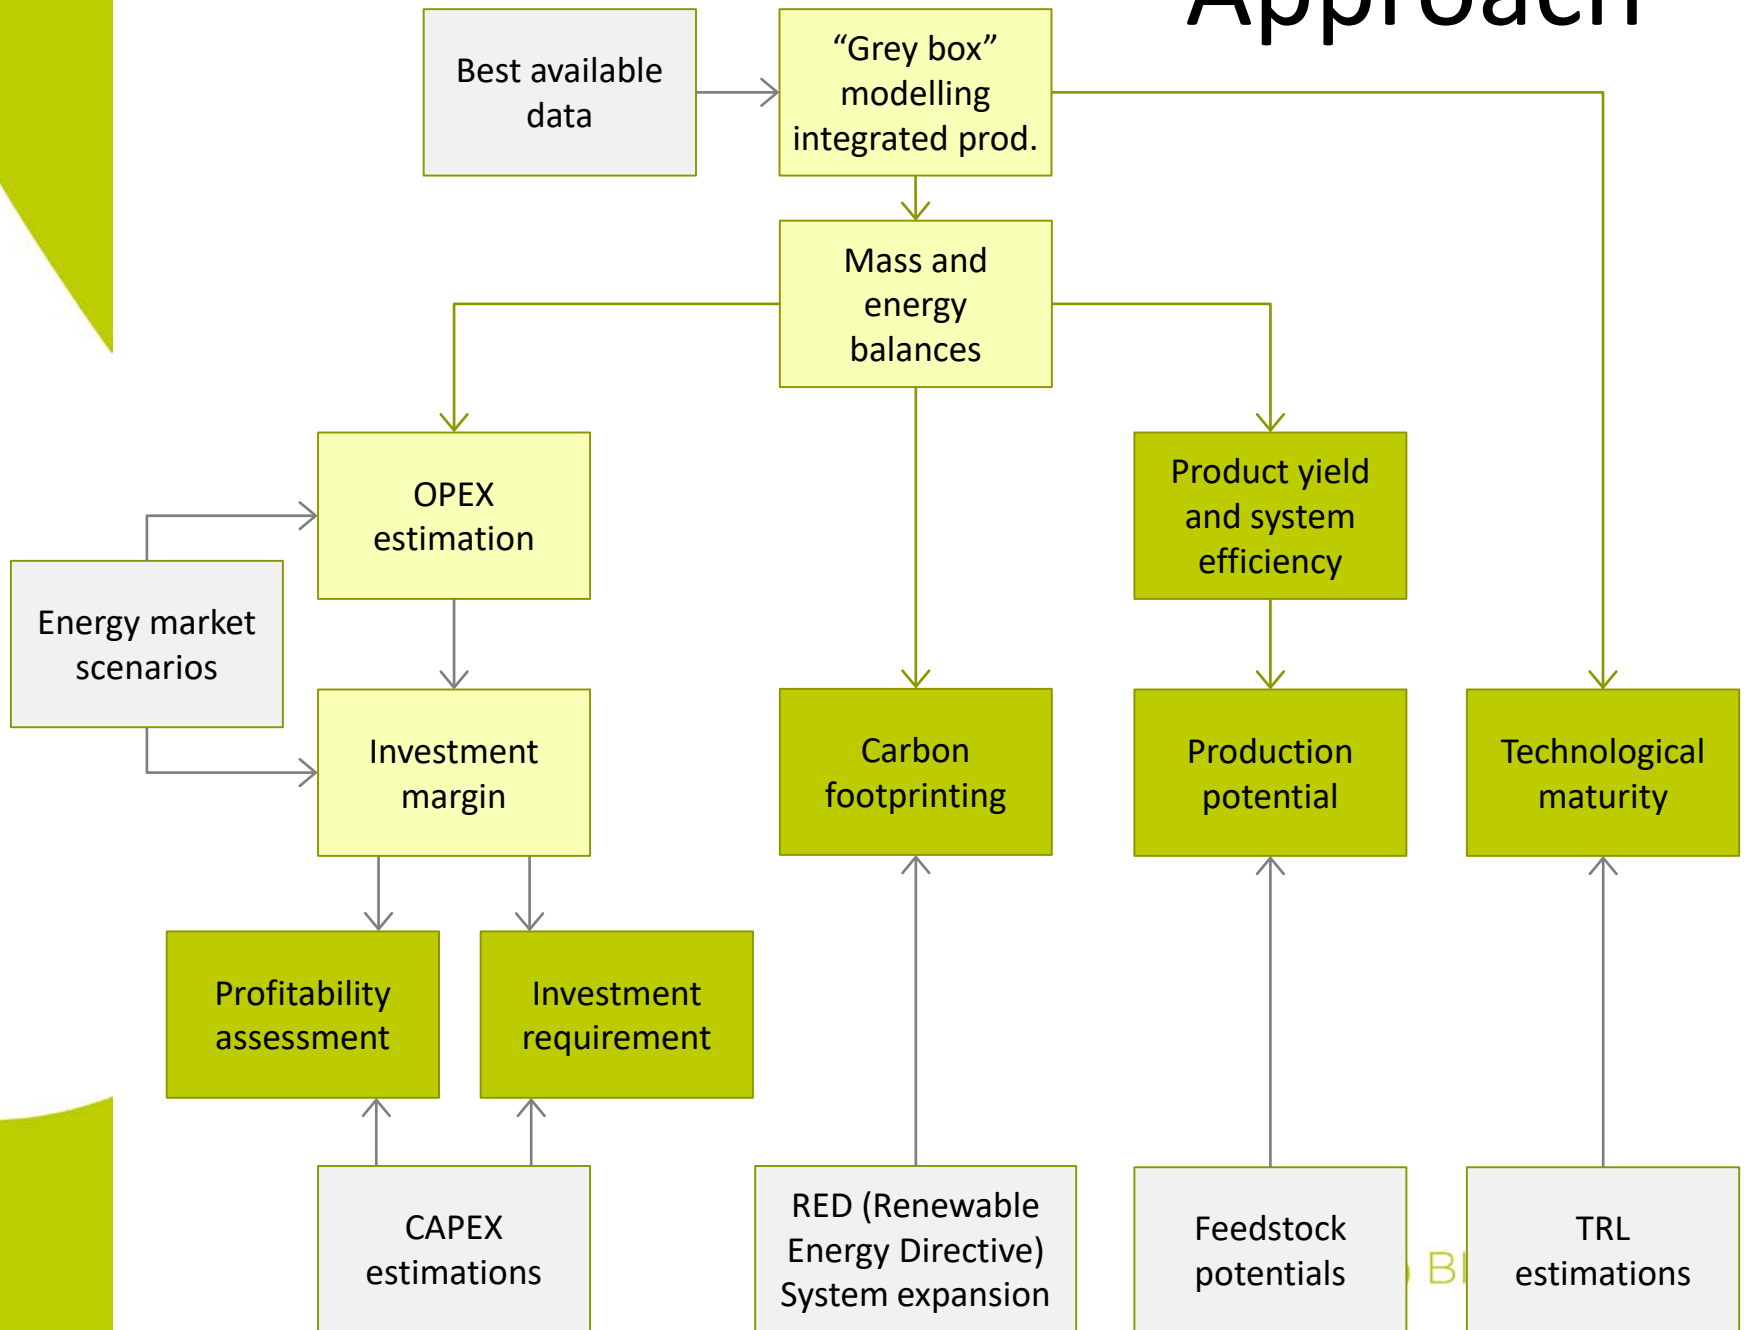 Approach
Best available
data
“Grey box”
modelling
integrated prod.
Mass and
energy
balances
OPEX
estimation
Product yield
and system
efficiency
Energy market
scenarios
Investment
margin
Carbon
footprinting
Production
potential
Technological
maturity
Profitability
assessment
Investment
requirement
CAPEX
estimations
RED (Renewable
Energy Directive)
System expansion
Feedstock
potentials
TRL
estimations